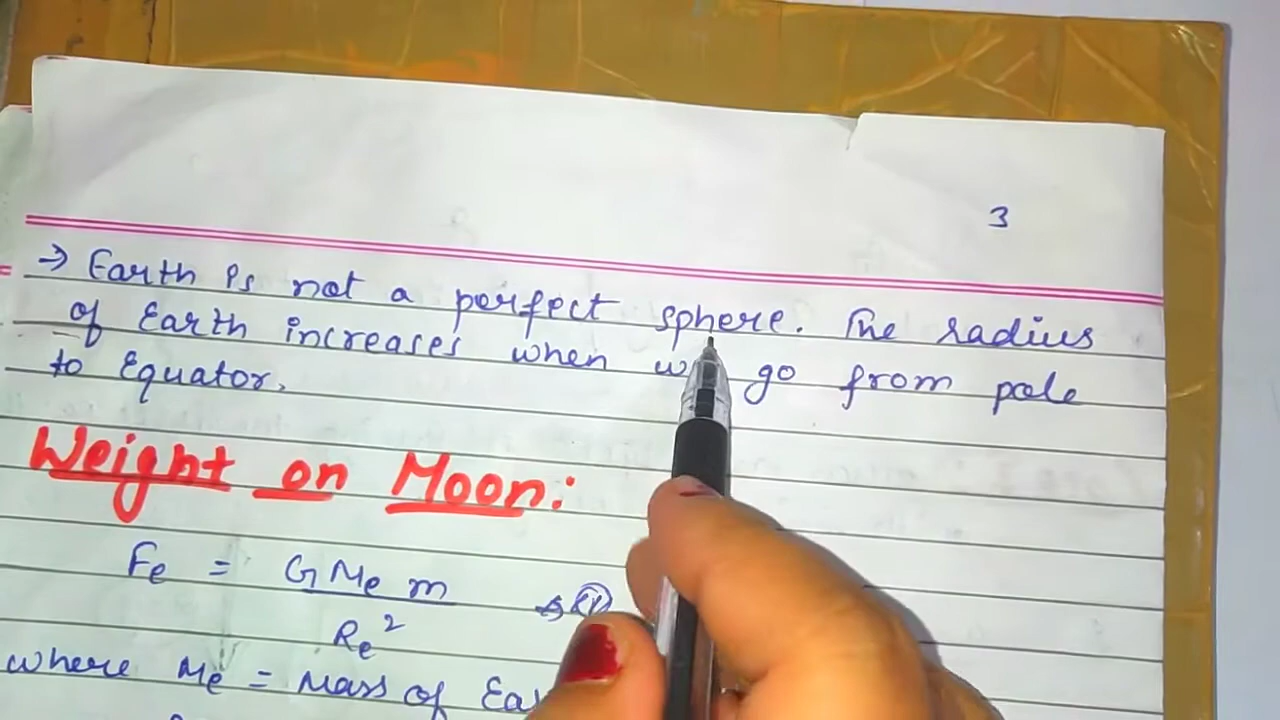 3
→ Earth is not a perfect sphere. The radius
of Earth increases when go from pole
to Equator.
Weight on Moon:
Fe = GMe m → (1)
Re²
where Me = Mass of